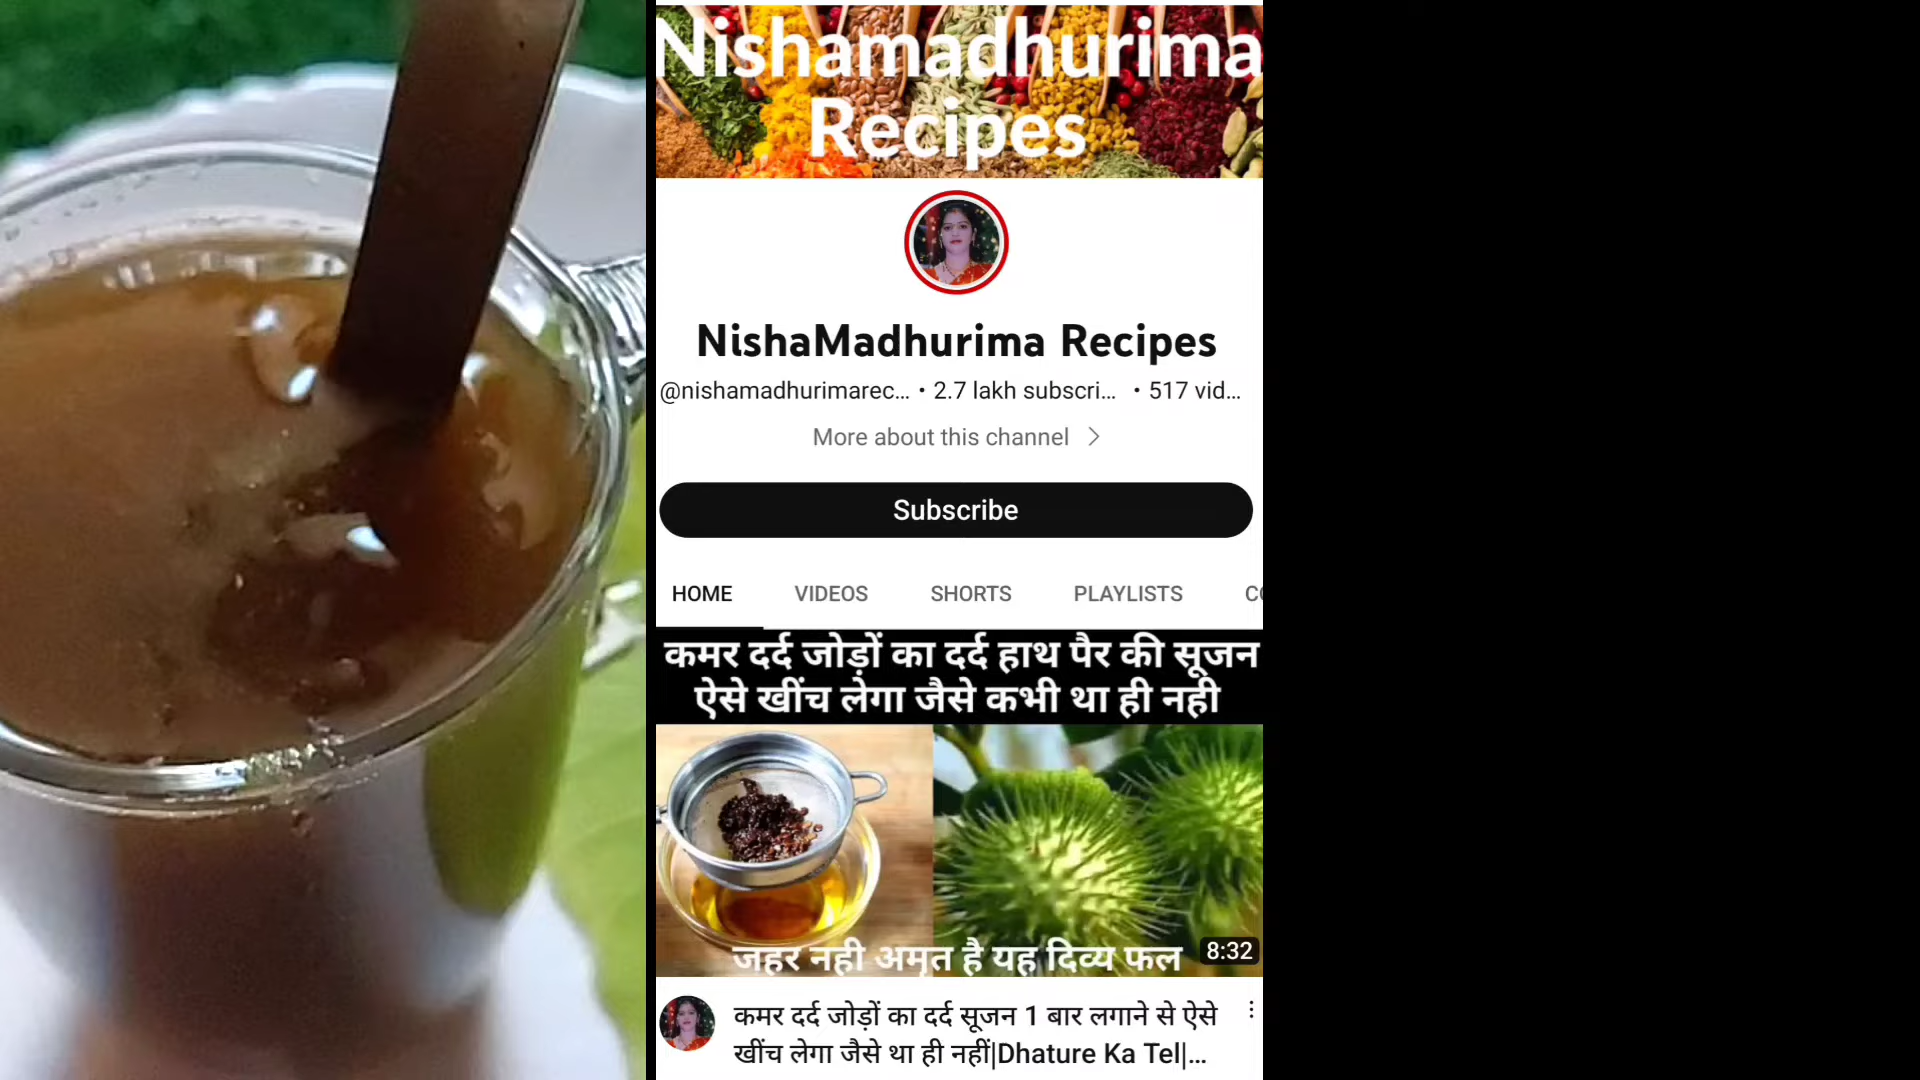 Nishamadhurima
Recipes
NishaMadhurima Recipes
@nishamadhurimarec... • 2.7 lakh subscri... • 517 vid...
More about this channel >
Subscribe
HOME VIDEOS SHORTS PLAYLISTS
कमर दर्द जोड़ों का दर्द हाथ पैर की सूजन
ऐसे खींच लेगा जैसे कभी था ही नही
जहर नही अमृत है यह दिव्य फल
8:32
कमर दर्द जोड़ों का दर्द सूजन 1 बार लगाने से ऐसे
खींच लेगा जैसे था ही नहीं|Dhature Ka Tel|...